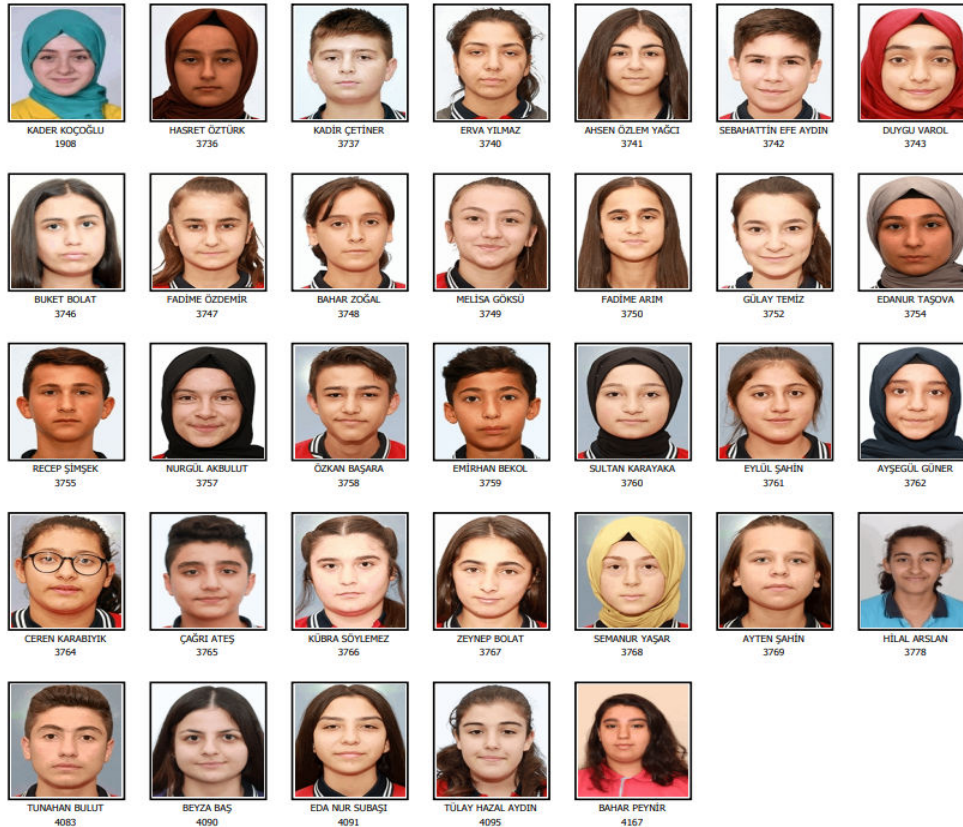 KADER KOÇOĞLU
1908
HASRET ÖZTÜRK
3736
KADİR ÇETİNER
3737
ERVA YILMAZ
3740
AHSEN ÖZLEM YAĞCI
3741
SEBAHATTİN EFE AYDIN
3742
DUYGU VAROL
3743
BUKET BOLAT
3746
FADİME ÖZDEMİR
3747
BAHAR ZOĞAL
3748
MELİSA GÖKSÜ
3749
FADİME ARIM
3750
GÜLAY TEMİZ
3752
EDANUR TAŞOVA
3754
RECEP ŞİMŞEK
3755
NURGÜL AKBULUT
3757
ÖZKAN BAŞARA
3758
EMİRHAN BEKOL
3759
SULTAN KARAYAKA
3760
EYLÜL ŞAHİN
3761
AYŞEGÜL GÜNER
3762
CEREN KARABIYIK
3764
ÇAĞRI ATEŞ
3765
KÜBRA SÖYLEMEZ
3766
ZEYNEP BOLAT
3767
SEMANUR YAŞAR
3768
AYTEN ŞAHİN
3769
HİLAL ARSLAN
3778
TUNAHAN BULUT
4083
BEYZA BAŞ
4090
EDA NUR SUBAŞI
4091
TÜLAY HAZAL AYDIN
4095
BAHAR PEYNİR
4167